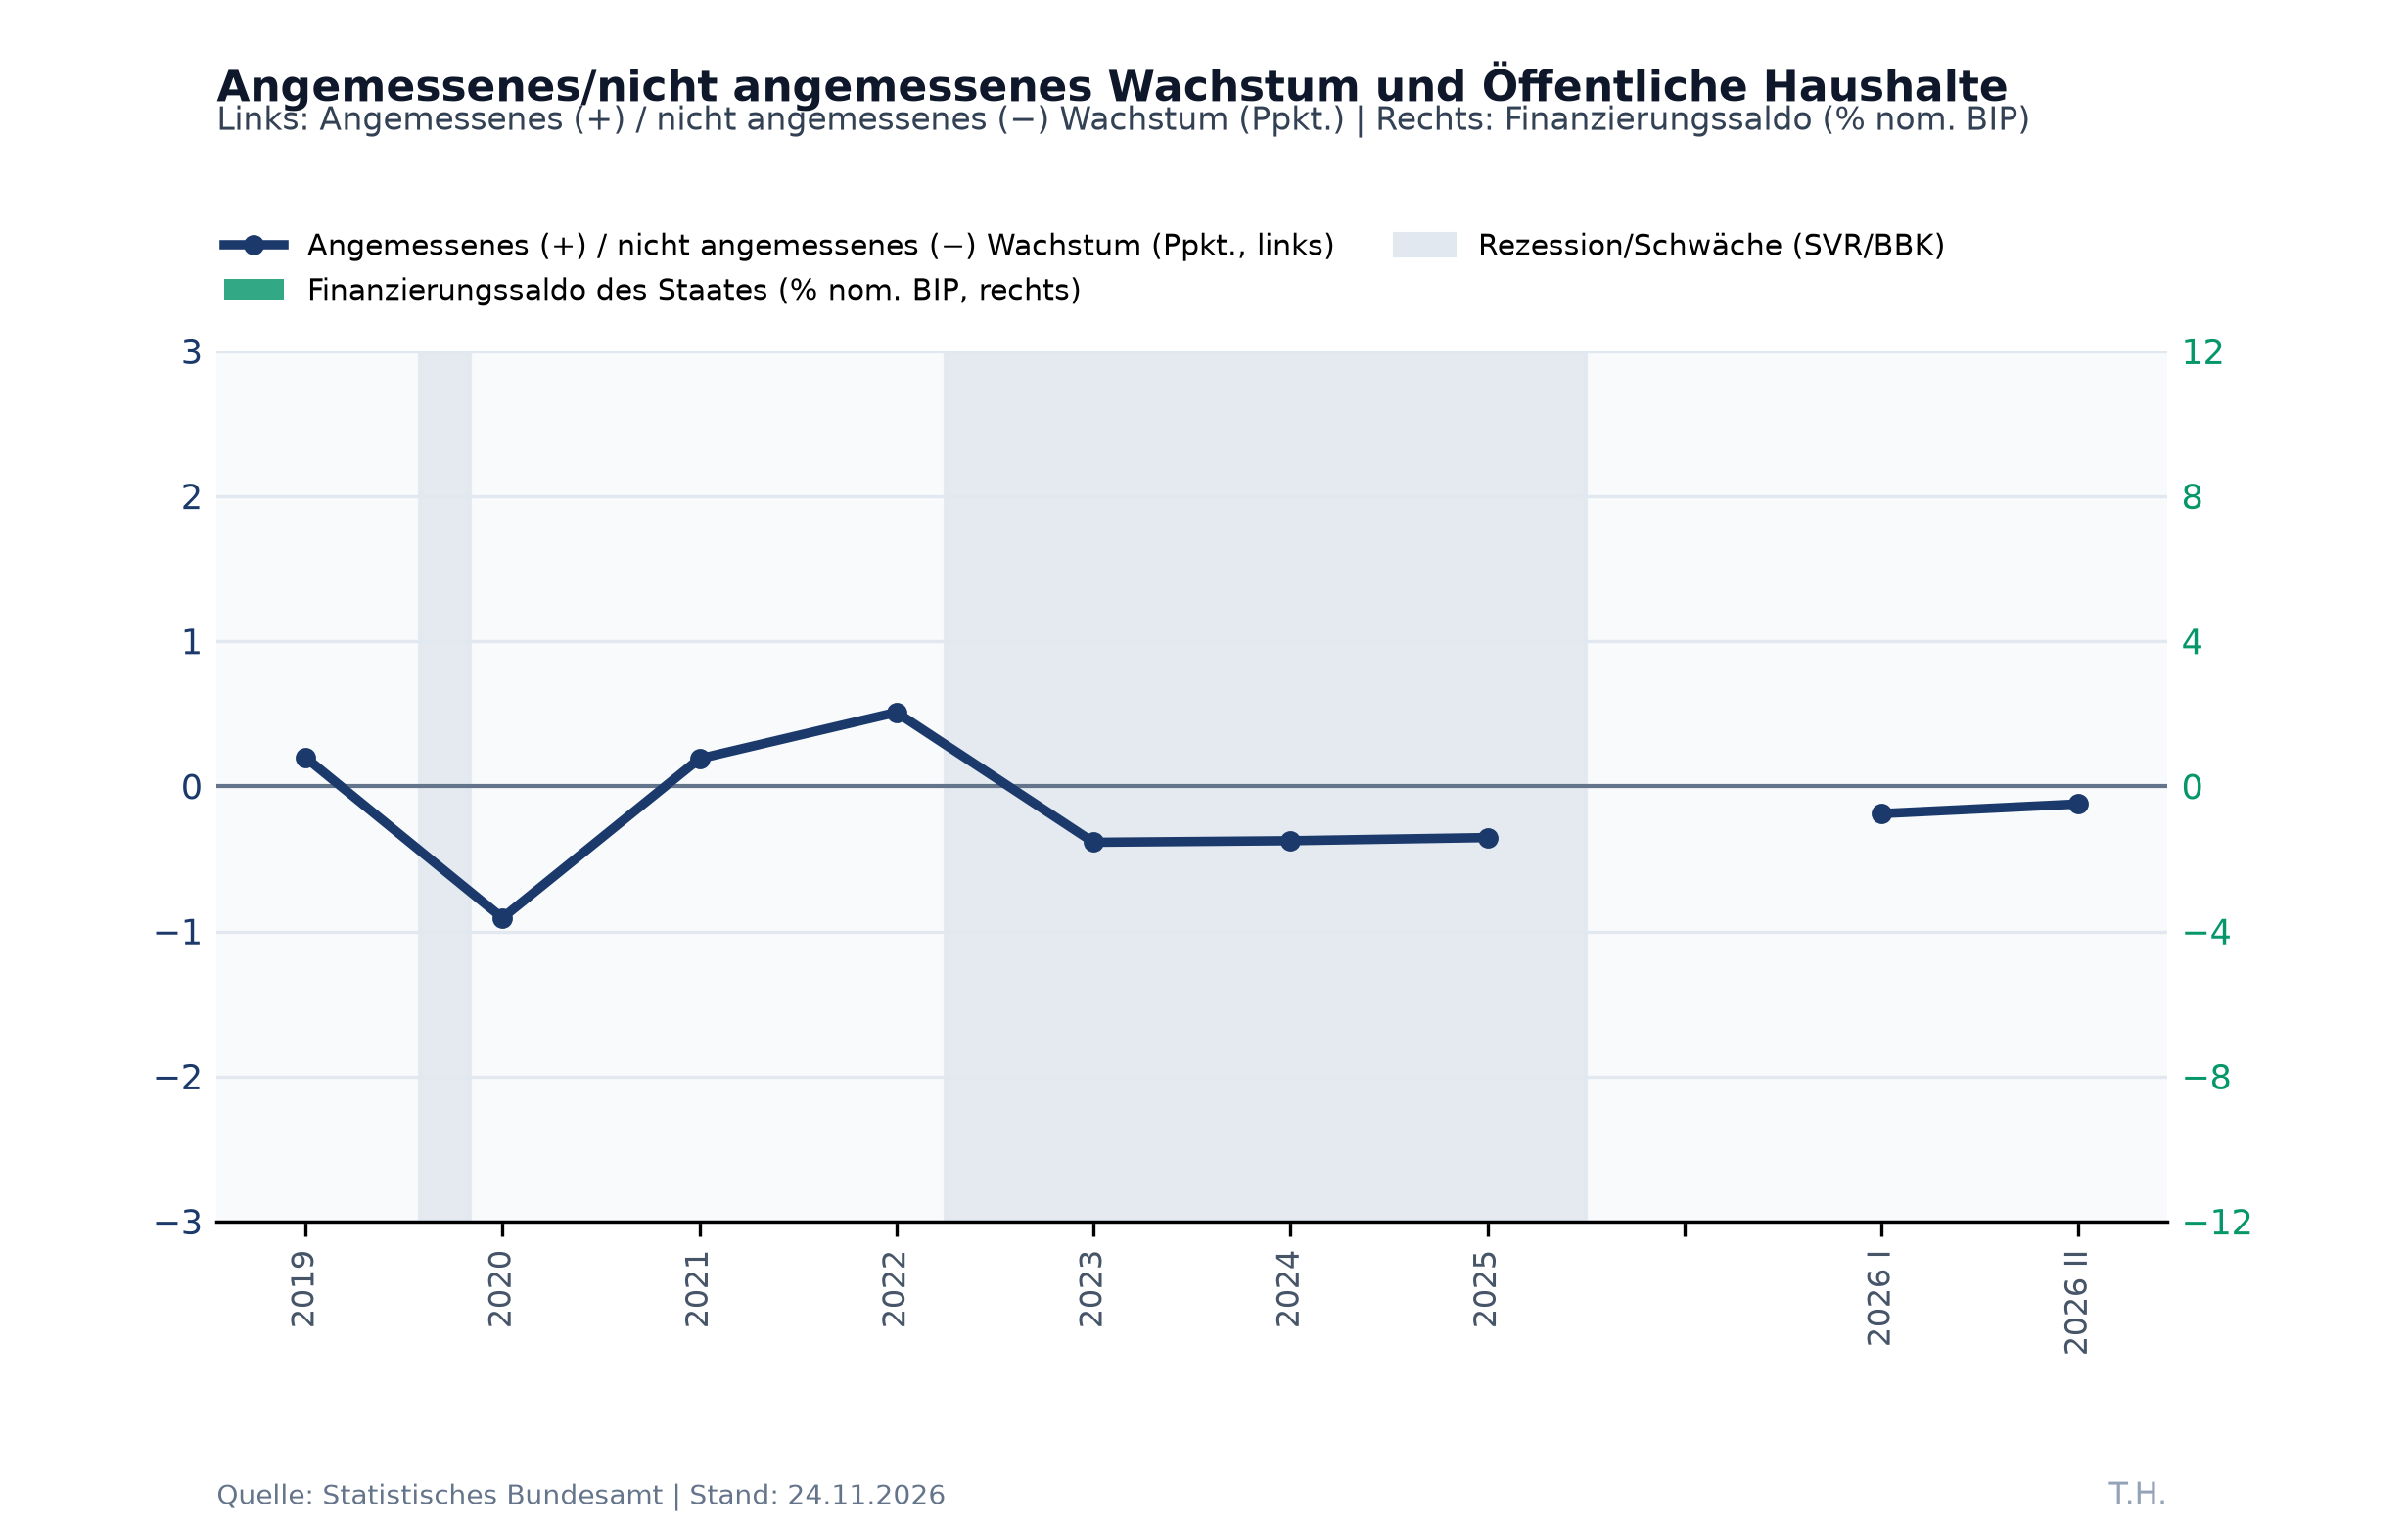 Angemessenes/nicht angemessenes Wachstum und Öffentliche Haushalte
Links: Angemessenes (+) / nicht angemessenes (−) Wachstum (Ppkt.) | Rechts: Finanzierungssaldo (% nom. BIP)
Angemessenes (+) / nicht angemessenes (−) Wachstum (Ppkt., links)
Finanzierungssaldo des Staates (% nom. BIP, rechts)
Rezession/Schwäche (SVR/BBK)
3
2
1
0
−1
−2
−3
12
8
4
0
−4
−8
−12
2019
2020
2021
2022
2023
2024
2025
2026 I
2026 II
Quelle: Statistisches Bundesamt | Stand: 24.11.2026
T.H.